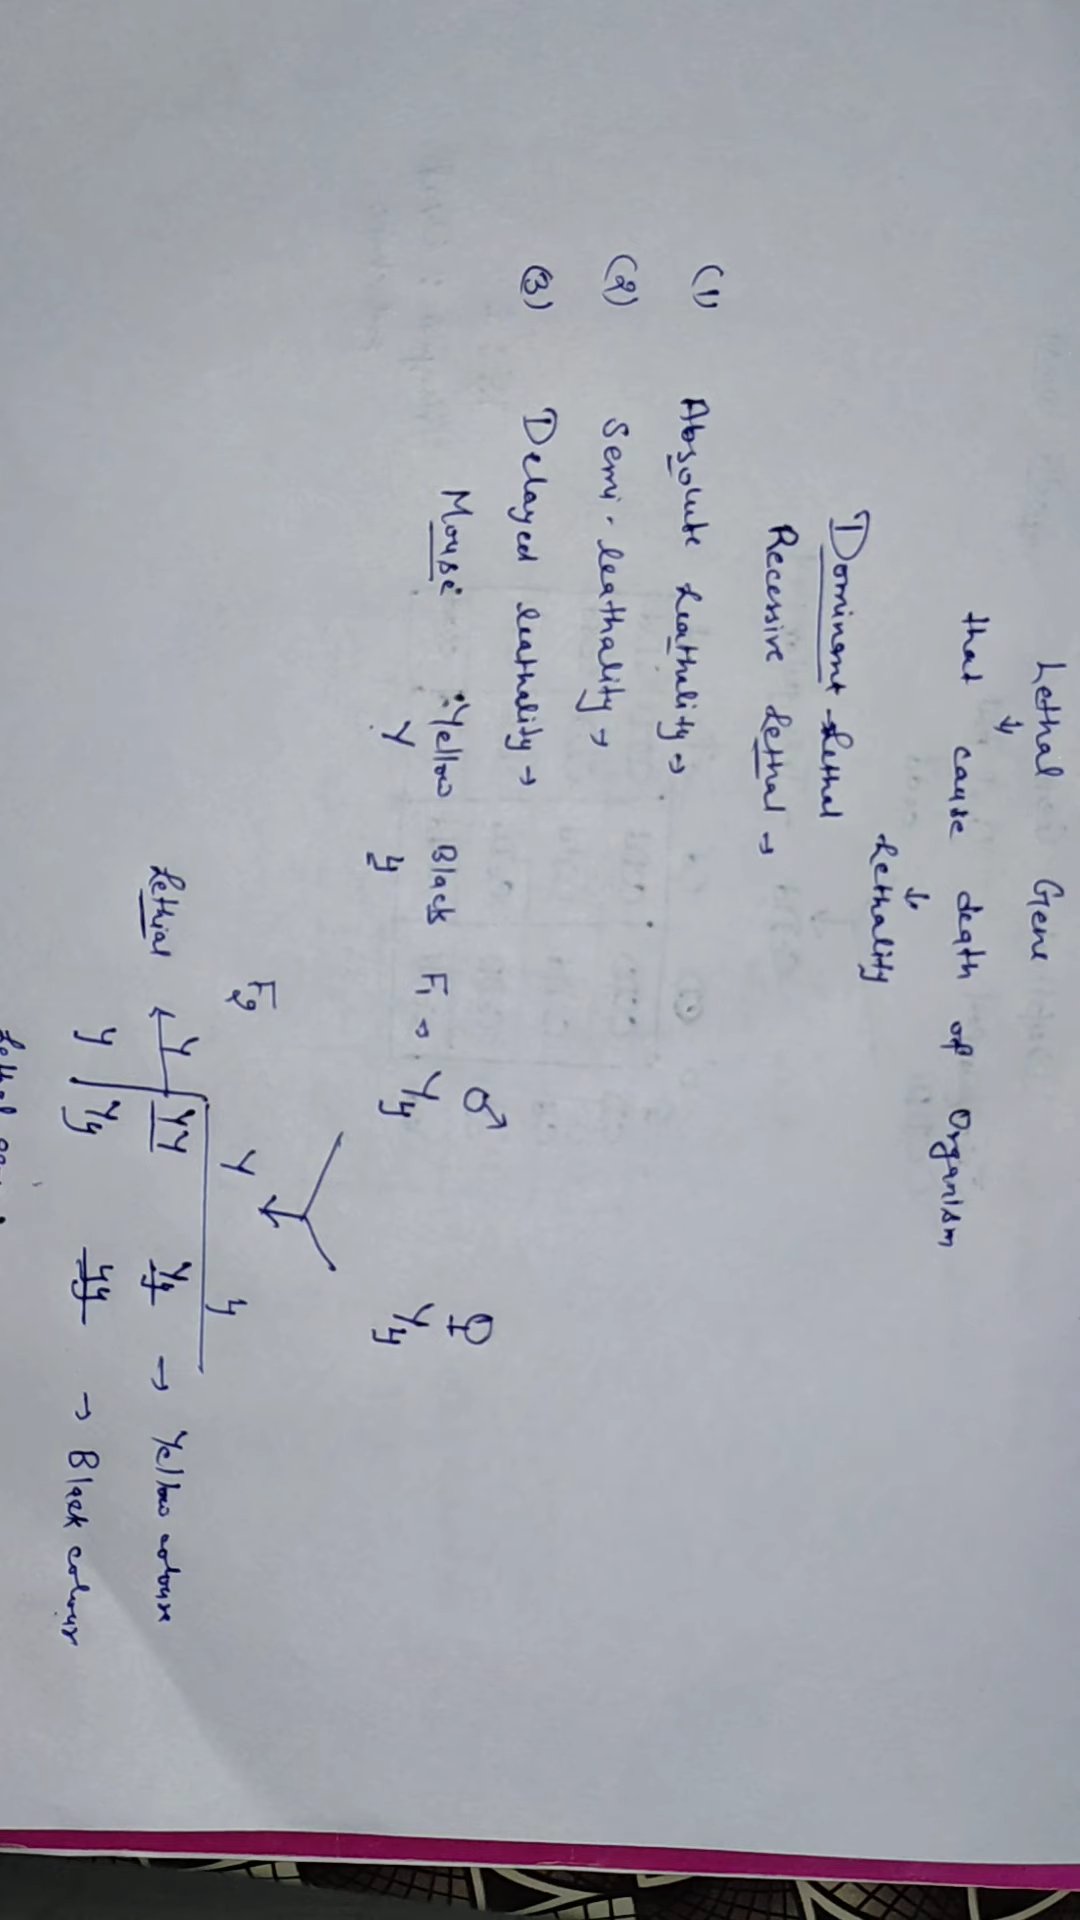 Lethal Gene
↓
that cause death of Organism
↓
Lethality
Dominant Lethal
Recessive Lethal →
(1) Absolute Leathality →
(2) Semi-leathality →
(3) Delayed leathality →
♂ ♀
Mouse : Yellow Black F1 → Yy Yy
Y y
F2 Y y
Lethial ← Y YY Yy → Yellow colour
y Yy yy → Black colour
Lethal